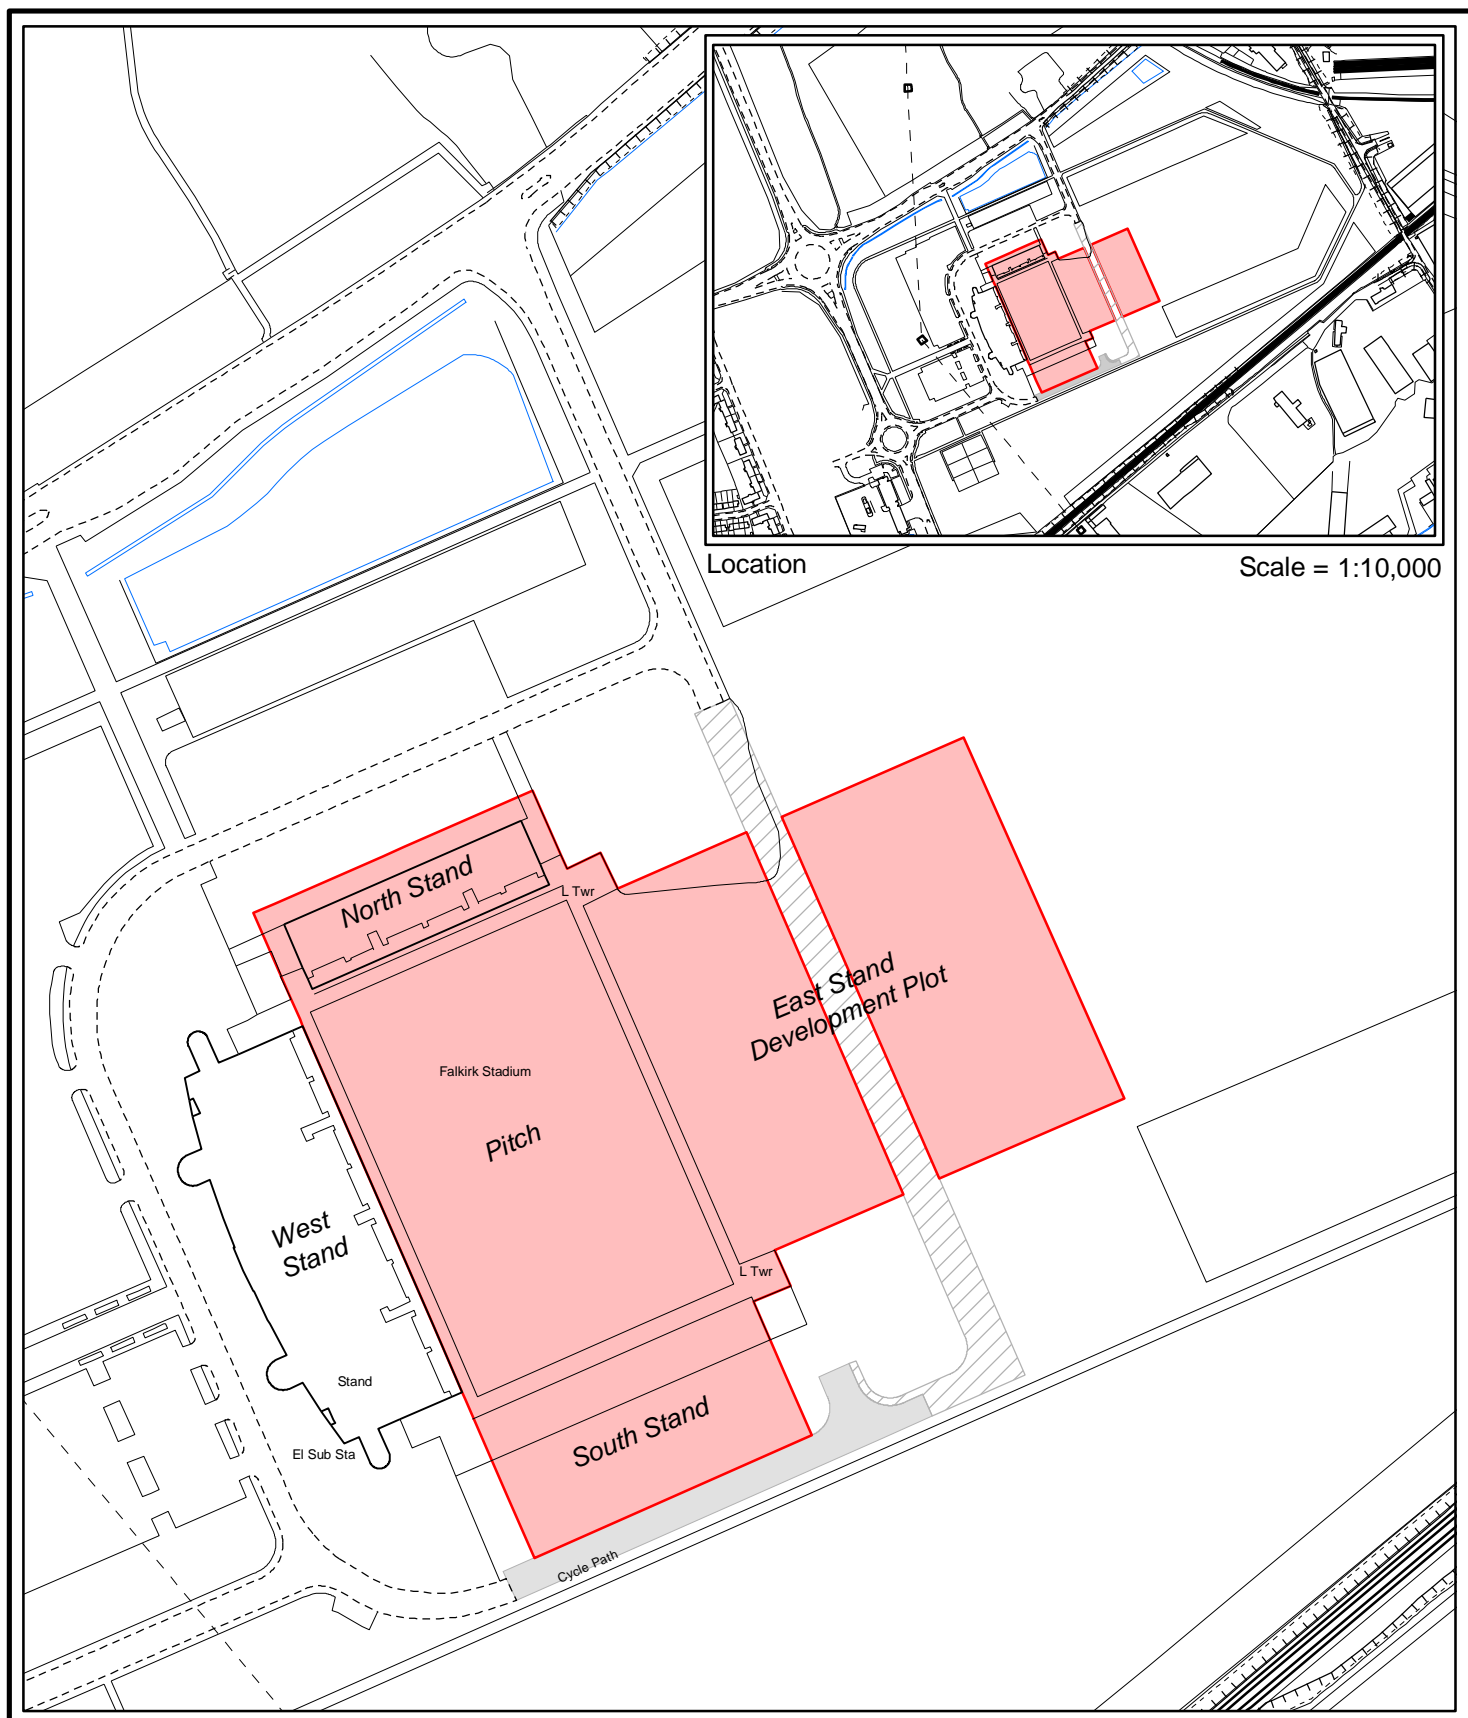 Location
Scale = 1:10,000
North Stand
L Twr
East Stand
Development Plot
Falkirk Stadium
Pitch
West
Stand
L Twr
Stand
South Stand
El Sub Sta
Cycle Path